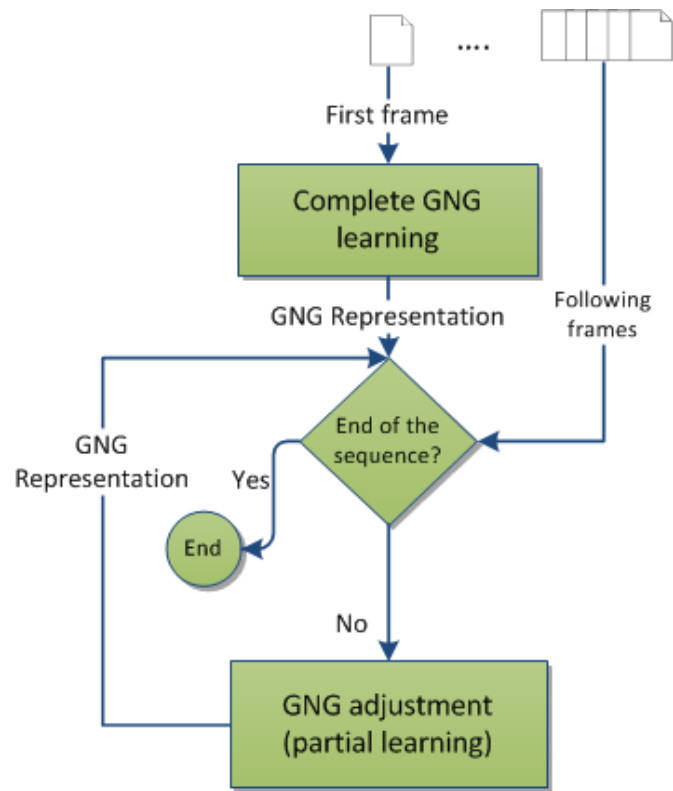 ....
First frame
Complete GNG
learning
GNG Representation
Following
frames
End of the
sequence?
GNG
Representation
Yes
End
No
GNG adjustment
(partial learning)